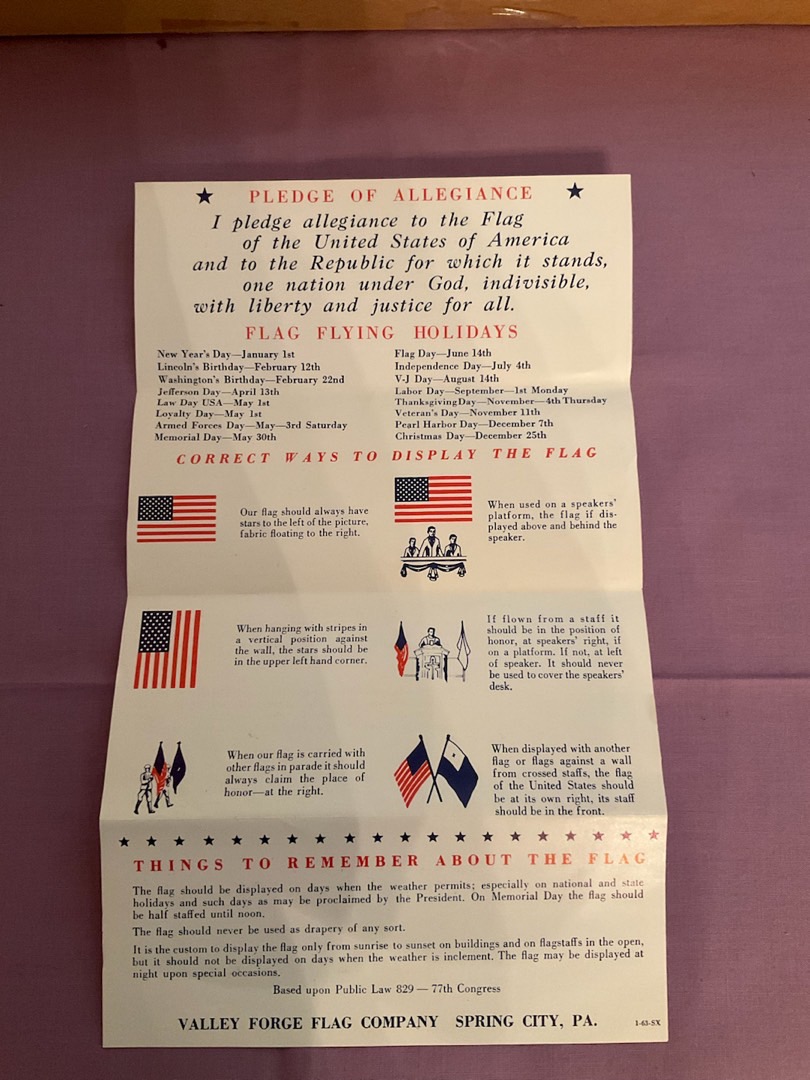 PLEDGE OF ALLEGIANCE
I pledge allegiance to the Flag
of the United States of America
and to the Republic for which it stands,
one nation under God, indivisible,
with liberty and justice for all.
FLAG FLYING HOLIDAYS
New Year's Day—January 1st
Lincoln's Birthday—February 12th
Washington's Birthday—February 22nd
Jefferson Day—April 13th
Law Day USA—May 1st
Loyalty Day—May 1st
Armed Forces Day—May—3rd Saturday
Memorial Day—May 30th
Flag Day—June 14th
Independence Day—July 4th
V-J Day—August 14th
Labor Day—September—1st Monday
Thanksgiving Day—November—4th Thursday
Veteran's Day—November 11th
Pearl Harbor Day—December 7th
Christmas Day—December 25th
CORRECT WAYS TO DISPLAY THE FLAG
Our flag should always have
stars to the left of the picture,
fabric floating to the right.
When used on a speakers'
platform, the flag if dis-
played above and behind the
speaker.
When hanging with stripes in
a vertical position against
the wall, the stars should be
in the upper left hand corner.
If flown from a staff it
should be in the position of
honor, at speakers' right, if
on a platform. If not, at left
of speaker. It should never
be used to cover the speakers'
desk.
When our flag is carried with
other flags in parade it should
always claim the place of
honor—at the right.
When displayed with another
flag or flags against a wall
from crossed staffs, the flag
of the United States should
be at its own right, its staff
should be in the front.
THINGS TO REMEMBER ABOUT THE FLAG
The flag should be displayed on days when the weather permits; especially on national and state
holidays and such days as may be proclaimed by the President. On Memorial Day the flag should
be half staffed until noon.
The flag should never be used as drapery of any sort.
It is the custom to display the flag only from sunrise to sunset on buildings and on flagstaffs in the open,
but it should not be displayed on days when the weather is inclement. The flag may be displayed at
night upon special occasions.
Based upon Public Law 829 — 77th Congress
VALLEY FORGE FLAG COMPANY SPRING CITY, PA.
1-63-SX